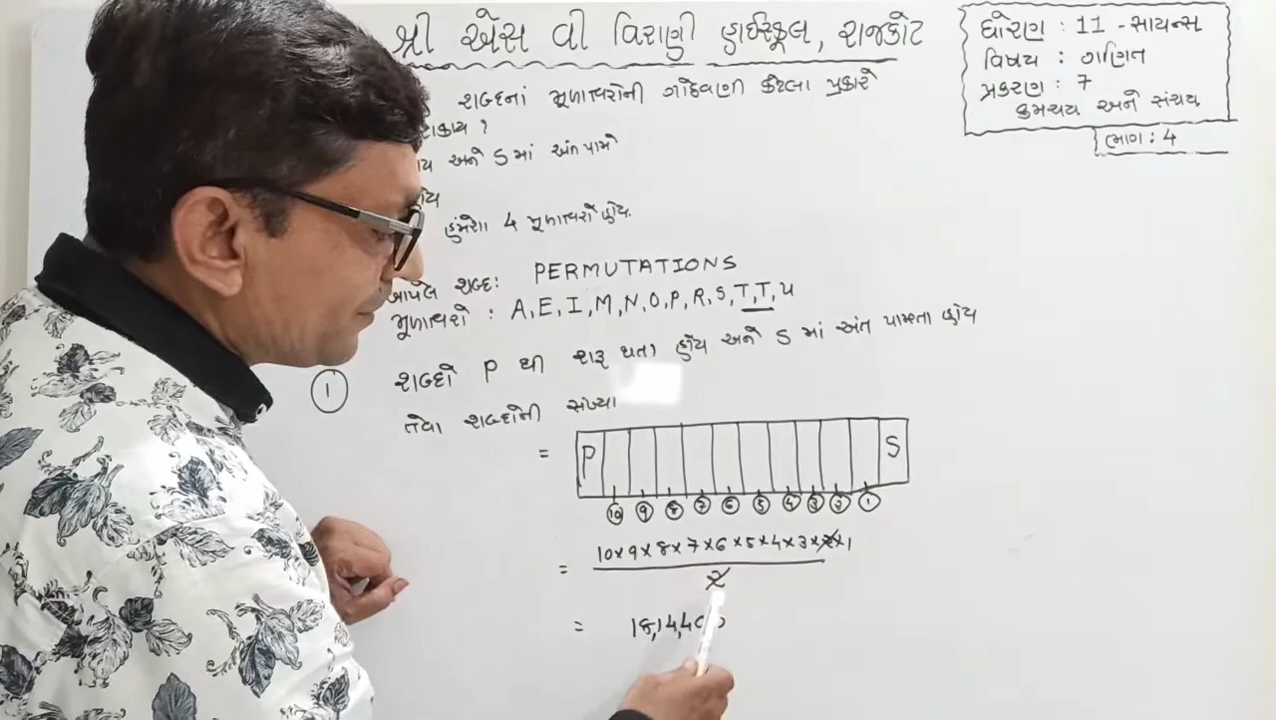 શ્રી એસ વી વિરાણી હાઈસ્કૂલ, રાજકોટ
ધોરણ : 11 - સાયન્સ
વિષય : ગણિત
પ્રકરણ : 7
ક્રમચય અને સંચય
ભાગ : 4
શબ્દનાં મૂળાક્ષરોની ગોઠવણી કેટલા પ્રકારે
શકાય ?
અને S માં અંત પામે
હંમેશા 4 મૂળાક્ષરો હોય.
આપેલ શબ્દ : PERMUTATIONS
મૂળાક્ષરો : A, E, I, M, N, O, P, R, S, T, T, U
① શબ્દો P થી શરૂ થતા હોય અને S માં અંત પામતા હોય
તેવા શબ્દોની સંખ્યા
= P S
⑩ ⑨ ⑧ ⑦ ⑥ ⑤ ④ ③ ② ①
= 10 × 9 × 8 × 7 × 6 × 5 × 4 × 3 × 2 × 1
2
= 18,14,400